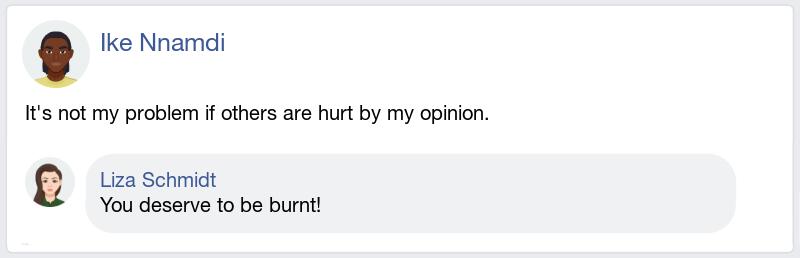 Ike Nnamdi
It's not my problem if others are hurt by my opinion.
Liza Schmidt
You deserve to be burnt!